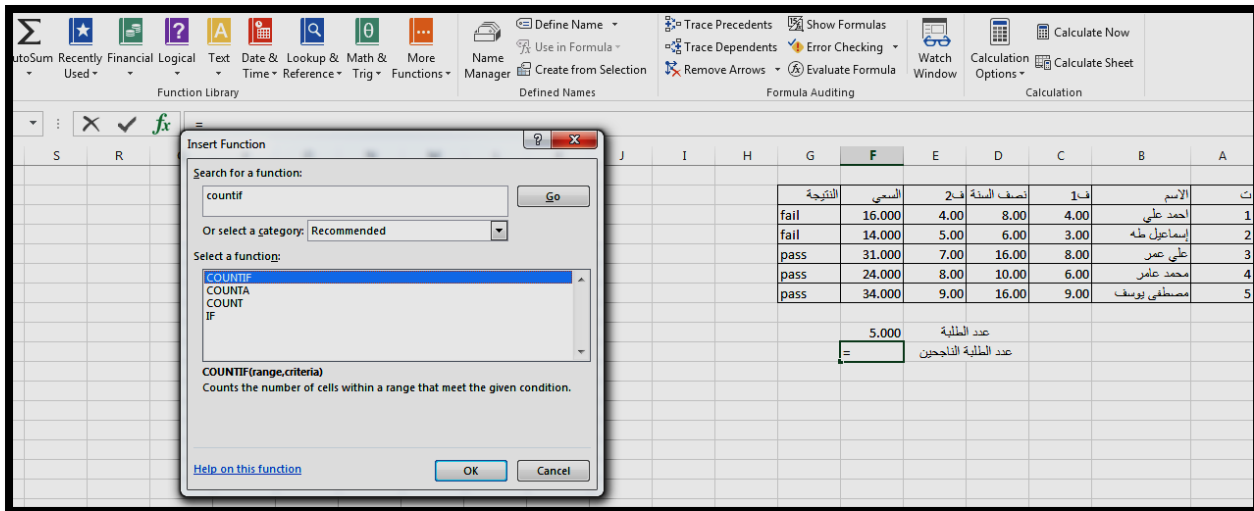 utoSum Recently Used Financial Logical Text Date & Time Lookup & Reference Math & Trig More Functions
Function Library
Name Manager
Define Name
Use in Formula
Create from Selection
Defined Names
Trace Precedents
Trace Dependents
Remove Arrows
Show Formulas
Error Checking
Evaluate Formula
Watch Window
Formula Auditing
Calculation Options
Calculate Now
Calculate Sheet
Calculation
fx =
S R J I H G F E D C B A
Insert Function
Search for a function:
countif
Go
Or select a category: Recommended
Select a function:
COUNTIF
COUNTA
COUNT
IF
COUNTIF(range,criteria)
Counts the number of cells within a range that meet the given condition.
Help on this function
OK Cancel
ت الاسم ف1 نصف السنة ف2 السعي النتيجة
1 احمد علي 4.00 8.00 4.00 16.000 fail
2 إسماعيل طه 3.00 6.00 5.00 14.000 fail
3 علي عمر 8.00 16.00 7.00 31.000 pass
4 محمد عامر 6.00 10.00 8.00 24.000 pass
5 مصطفى يوسف 9.00 16.00 9.00 34.000 pass
عدد الطلبة 5.000
عدد الطلبة الناجحين =